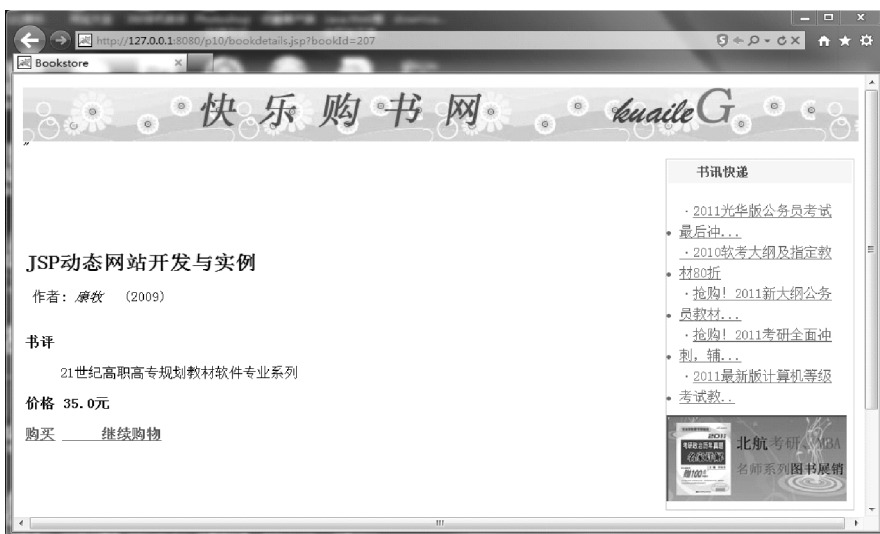 http://127.0.0.1:8080/p10/bookdetails.jsp?bookId=207
Bookstore
快乐购书网
kuaileG
”
书讯快递
·2011光华版公务员考试
最后冲...
·2010软考大纲及指定教
材80折
·抢购! 2011新大纲公务
员教材...
·抢购! 2011考研全面冲
刺, 辅...
·2011最新版计算机等级
考试教..
JSP动态网站开发与实例
作者: 康牧 (2009)
书评
21世纪高职高专规划教材软件专业系列
价格 35.0元
购买 继续购物
2011
北航考研、MBA
名师系列图书展销